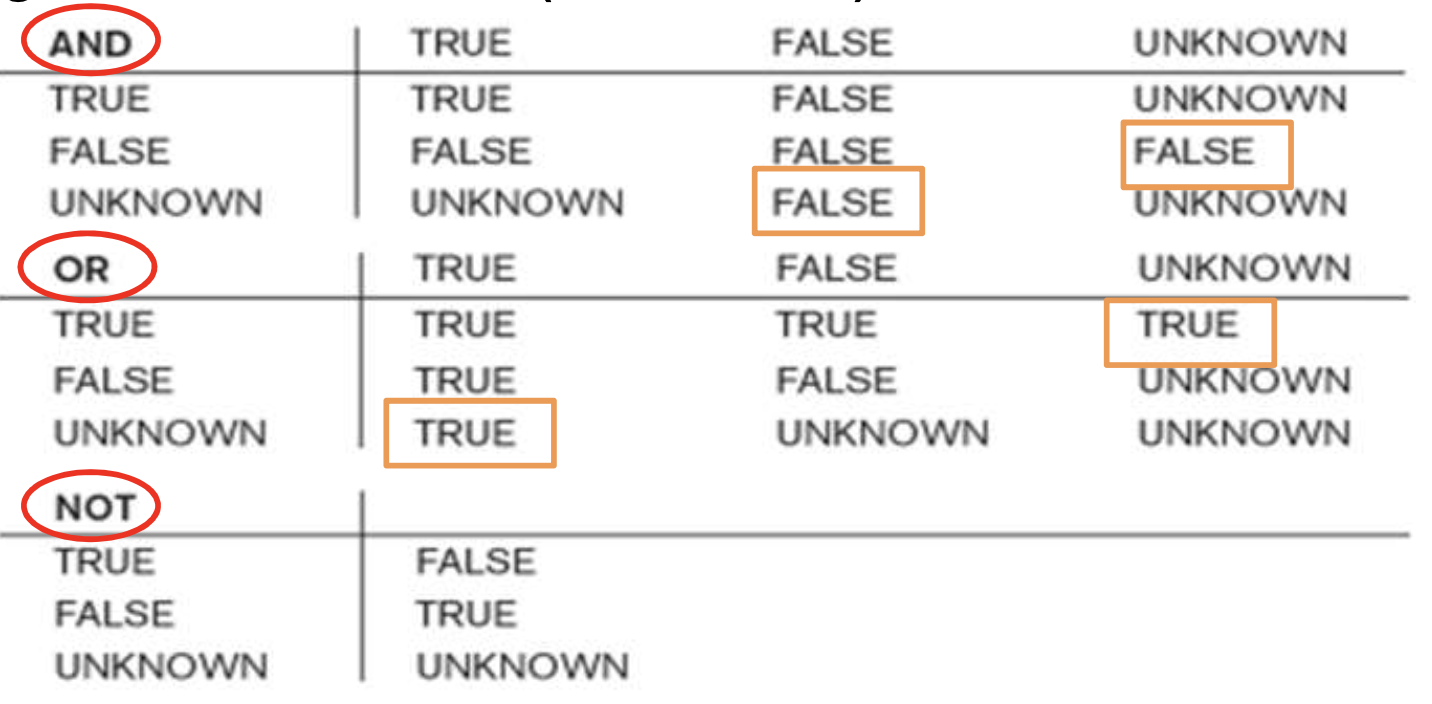 AND TRUE FALSE UNKNOWN
TRUE TRUE FALSE UNKNOWN
FALSE FALSE FALSE FALSE
UNKNOWN UNKNOWN FALSE UNKNOWN
OR TRUE FALSE UNKNOWN
TRUE TRUE TRUE TRUE
FALSE TRUE FALSE UNKNOWN
UNKNOWN TRUE UNKNOWN UNKNOWN
NOT
TRUE FALSE
FALSE TRUE
UNKNOWN UNKNOWN